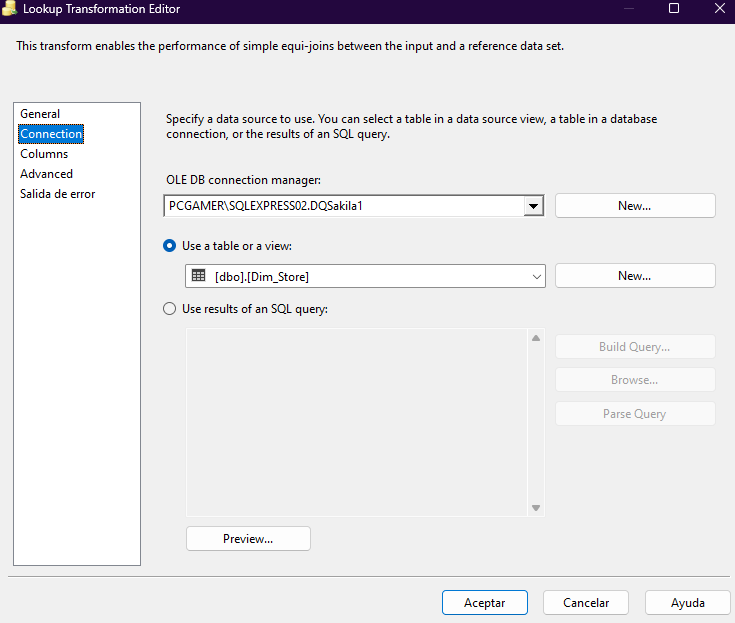 Lookup Transformation Editor
This transform enables the performance of simple equi-joins between the input and a reference data set.
General
Connection
Columns
Advanced
Salida de error
Specify a data source to use. You can select a table in a data source view, a table in a database
connection, or the results of an SQL query.
OLE DB connection manager:
PCGAMER\SQLEXPRESS02.DQSakila1
New...
Use a table or a view:
[dbo].[Dim_Store]
New...
Use results of an SQL query:
Build Query...
Browse...
Parse Query
Preview...
Aceptar
Cancelar
Ayuda